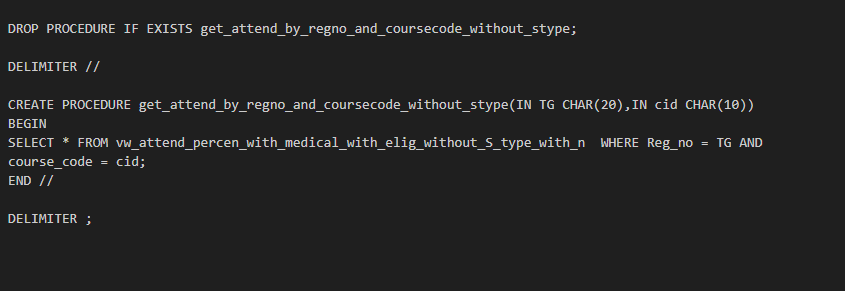 DROP PROCEDURE IF EXISTS get_attend_by_regno_and_coursecode_without_stype;
DELIMITER //
CREATE PROCEDURE get_attend_by_regno_and_coursecode_without_stype(IN TG CHAR(20),IN cid CHAR(10))
BEGIN
SELECT * FROM vw_attend_percen_with_medical_with_elig_without_S_type_with_n  WHERE Reg_no = TG AND
course_code = cid;
END //
DELIMITER ;